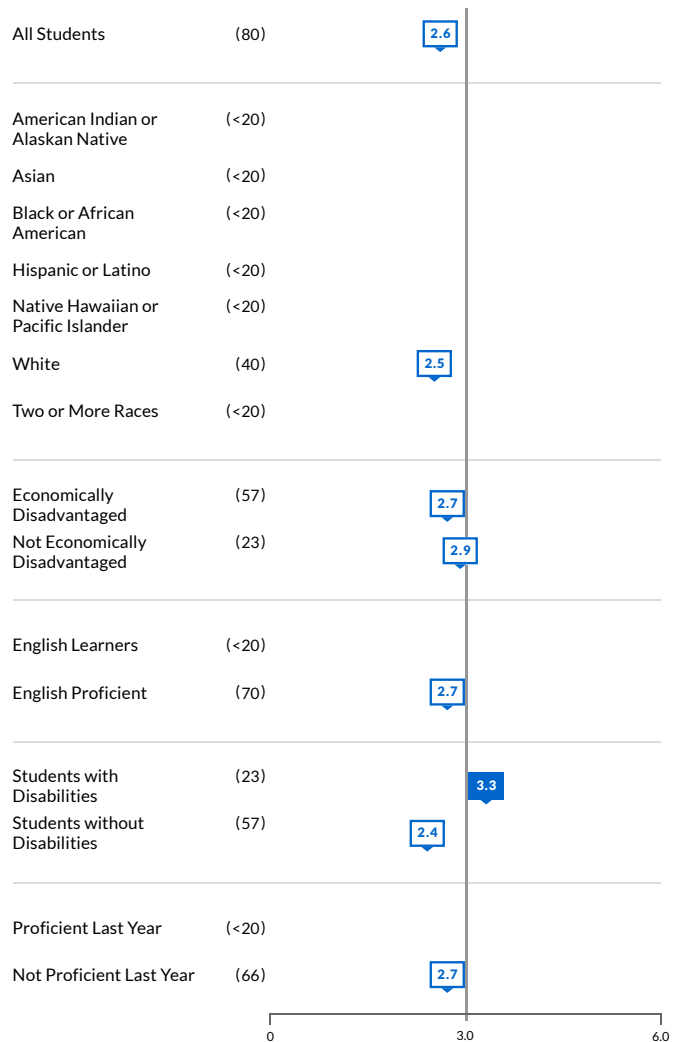 All Students (80) 2.6
American Indian or (<20)
Alaskan Native
Asian (<20)
Black or African (<20)
American
Hispanic or Latino (<20)
Native Hawaiian or (<20)
Pacific Islander
White (40) 2.5
Two or More Races (<20)
Economically (57) 2.7
Disadvantaged
Not Economically (23) 2.9
Disadvantaged
English Learners (<20)
English Proficient (70) 2.7
Students with (23) 3.3
Disabilities
Students without (57) 2.4
Disabilities
Proficient Last Year (<20)
Not Proficient Last Year (66) 2.7
0 3.0 6.0